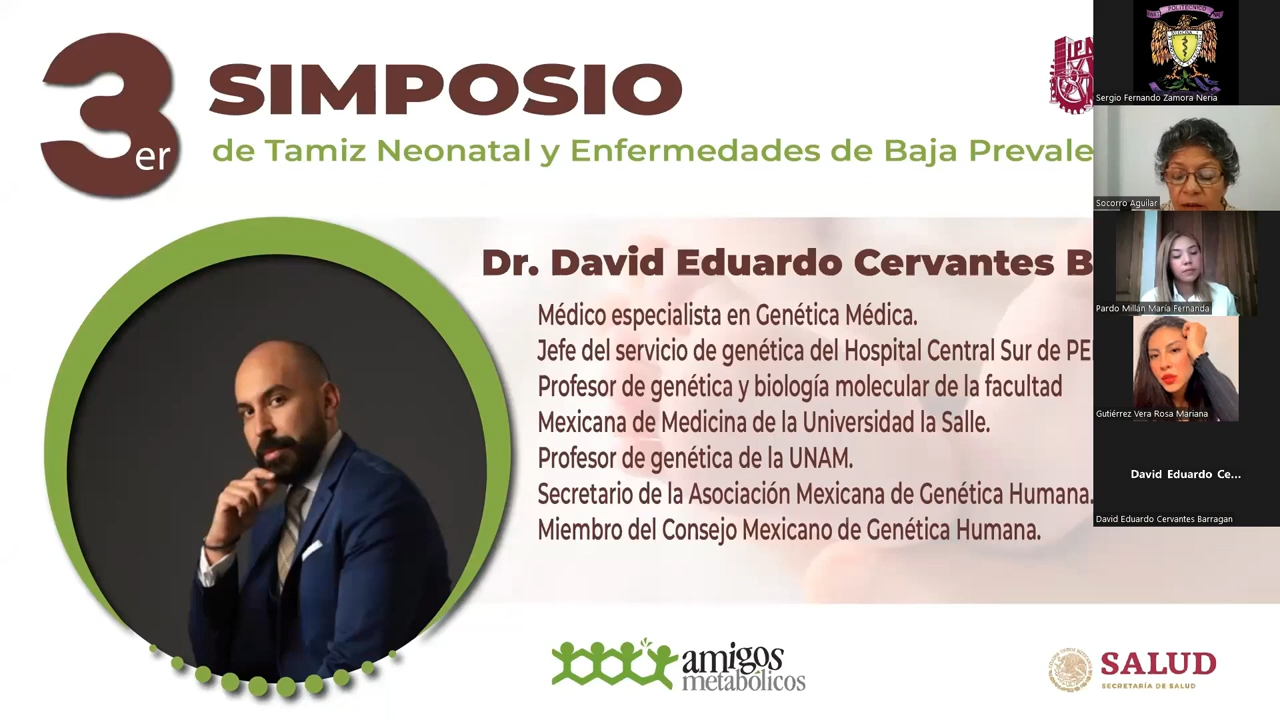 3er
SIMPOSIO
de Tamiz Neonatal y Enfermedades de Baja Prevale
I.P.N
Dr. David Eduardo Cervantes B
Médico especialista en Genética Médica.
Jefe del servicio de genética del Hospital Central Sur de PE
Profesor de genética y biología molecular de la facultad
Mexicana de Medicina de la Universidad la Salle.
Profesor de genética de la UNAM.
Secretario de la Asociación Mexicana de Genética Humana.
Miembro del Consejo Mexicano de Genética Humana.
amigos
metabólicos
SALUD
SECRETARÍA DE SALUD
POLITECNICO
Sergio Fernando Zamora Neria
Socorro Aguilar
Pardo Millán María Fernanda
Gutiérrez Vera Rosa Mariana
David Eduardo Ce...
David Eduardo Cervantes Barragan